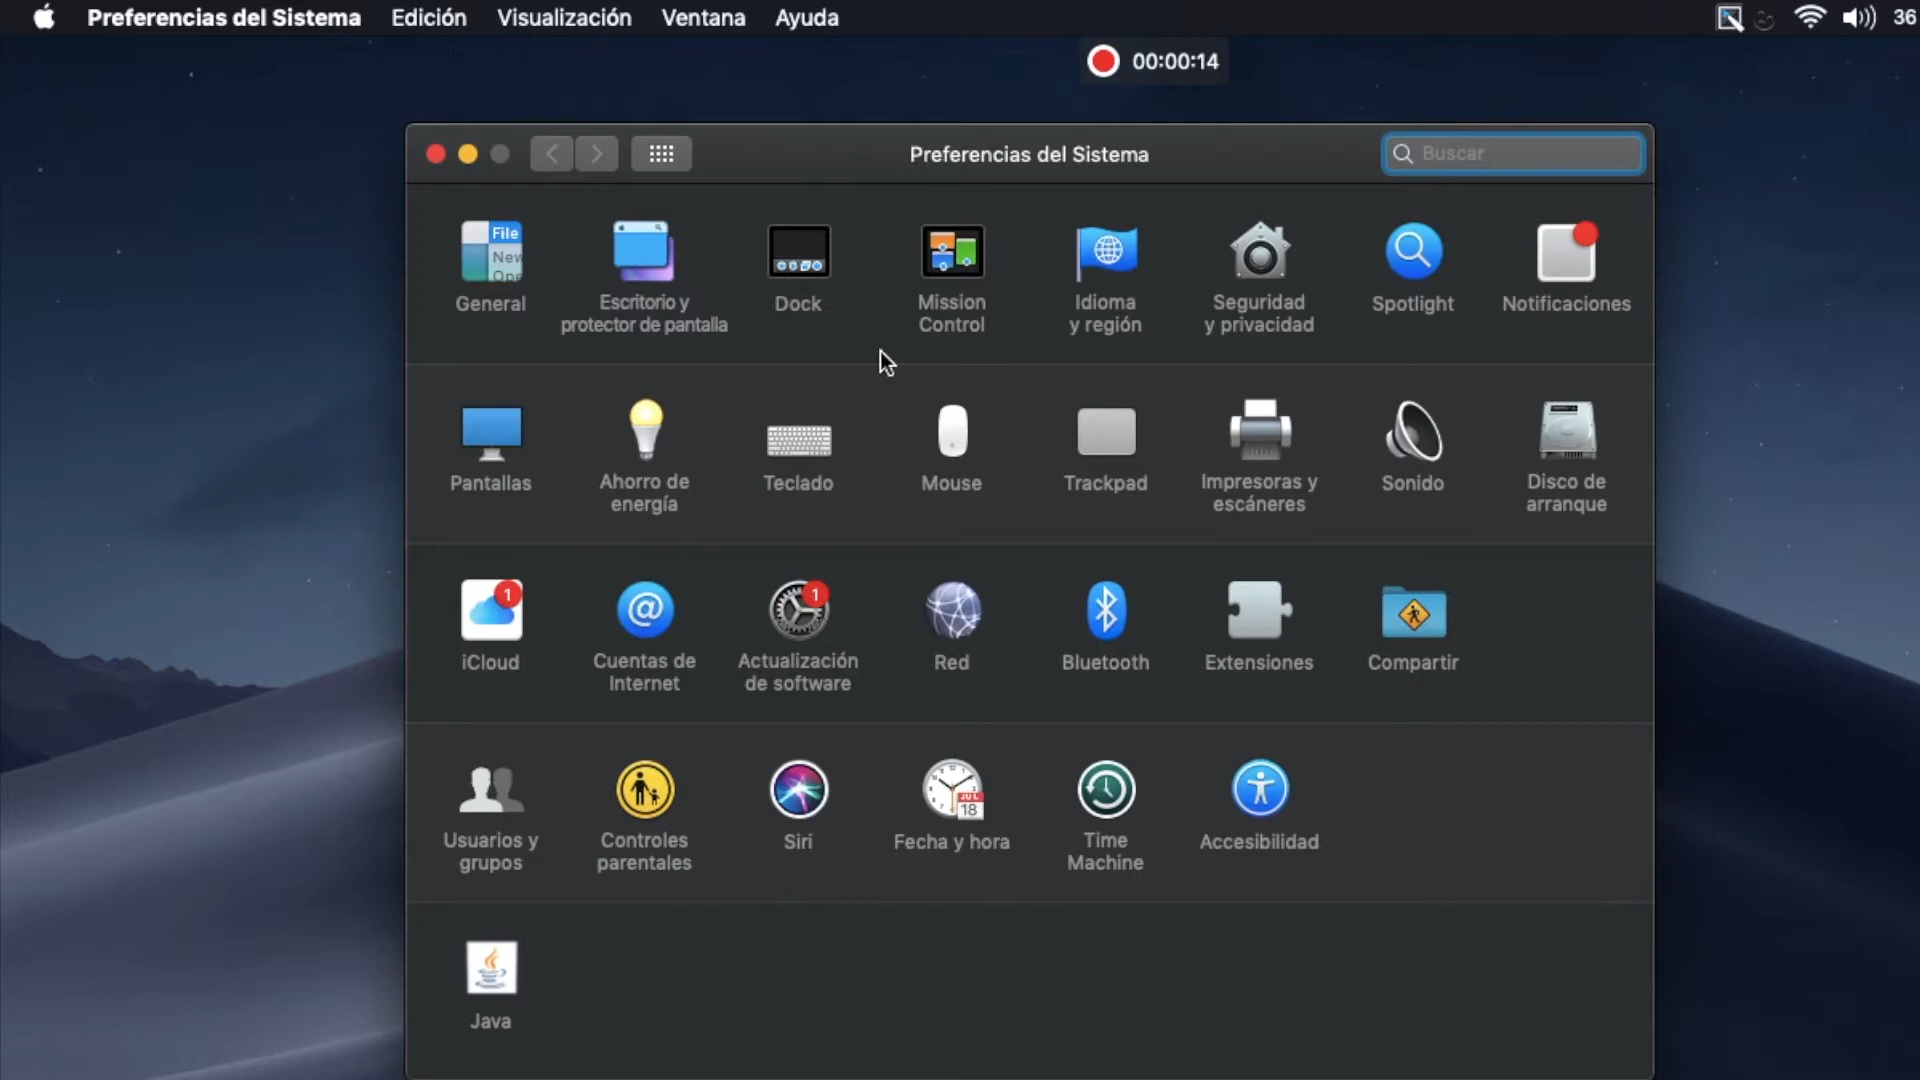 Preferencias del Sistema Edición Visualización Ventana Ayuda 36
00:00:14
Preferencias del Sistema Buscar
File
New
Ope
General Escritorio y protector de pantalla Dock Mission Control Idioma y región Seguridad y privacidad Spotlight Notificaciones
Pantallas Ahorro de energía Teclado Mouse Trackpad Impresoras y escáneres Sonido Disco de arranque
1 1
iCloud Cuentas de Internet Actualización de software Red Bluetooth Extensiones Compartir
JUL
18
Usuarios y grupos Controles parentales Siri Fecha y hora Time Machine Accesibilidad
Java